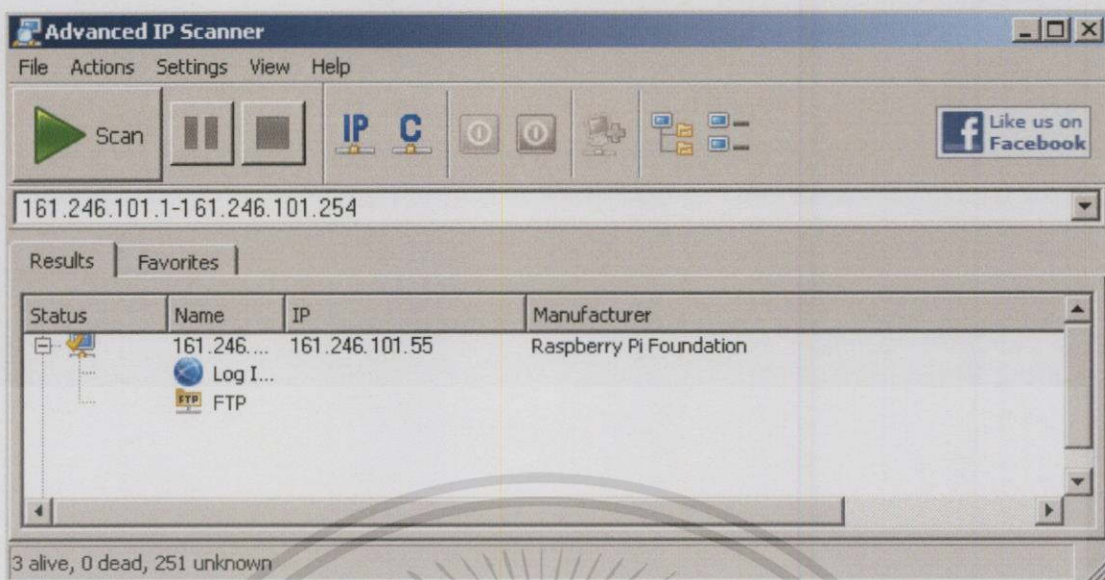 Advanced IP Scanner
File Actions Settings View Help
Scan
IP C
Like us on
Facebook
161.246.101.1-161.246.101.254
Results Favorites
Status Name IP Manufacturer
161.246.... 161.246.101.55 Raspberry Pi Foundation
Log I...
FTP FTP
3 alive, 0 dead, 251 unknown